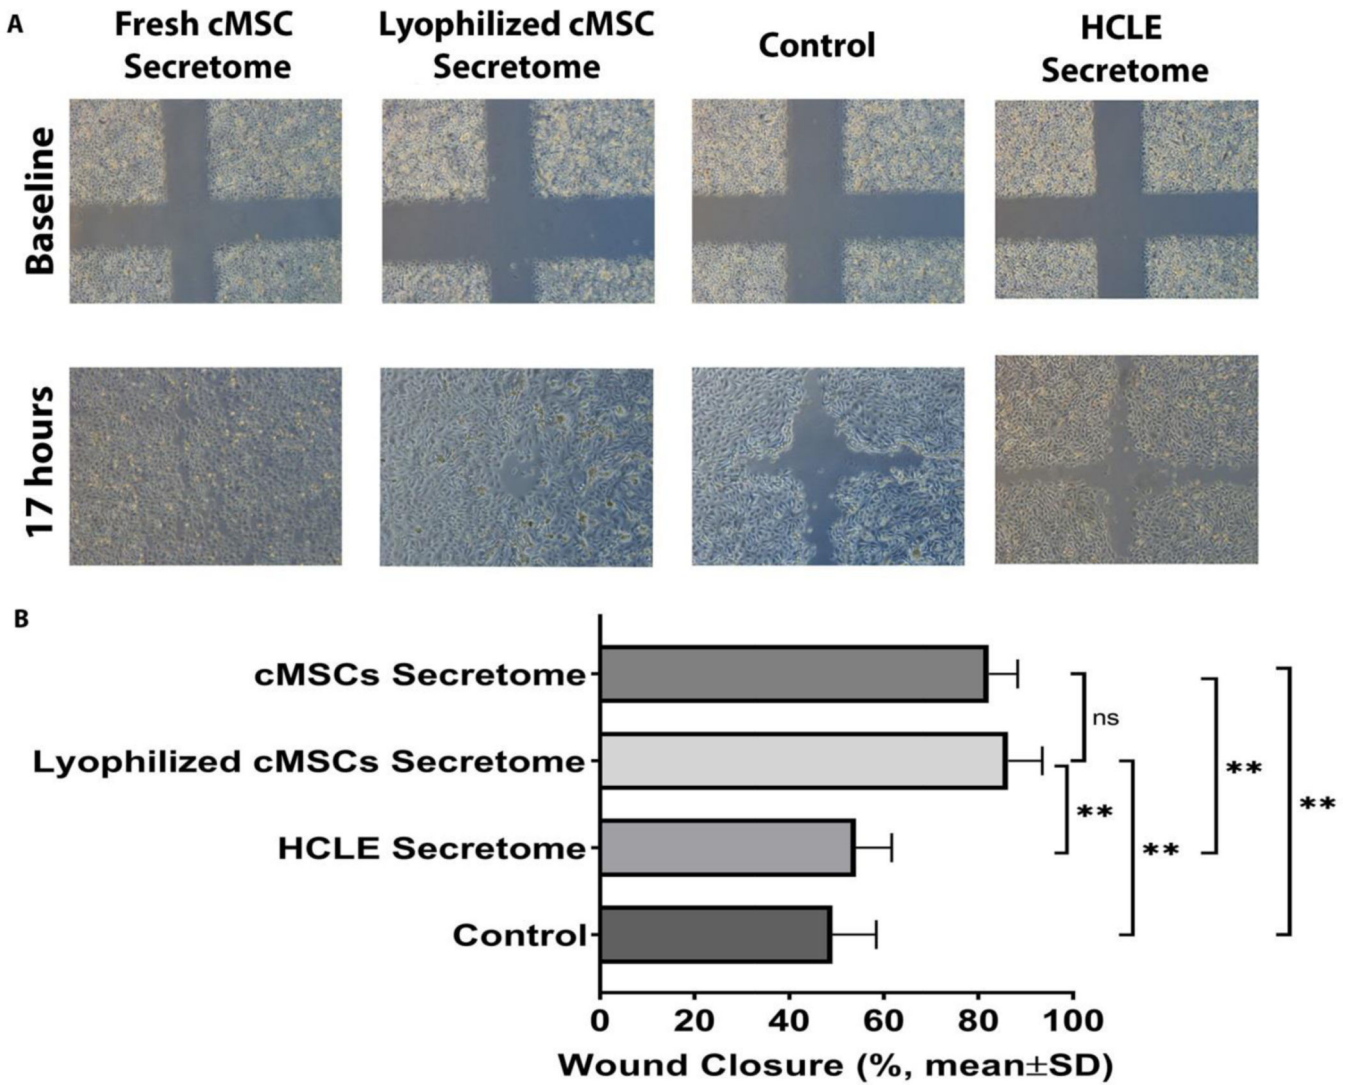 A
Fresh cMSC
Secretome
Lyophilized cMSC
Secretome
Control
HCLE
Secretome
Baseline
17 hours
B
cMSCs Secretome
Lyophilized cMSCs Secretome
HCLE Secretome
Control
ns
**
**
**
**
0 20 40 60 80 100
Wound Closure (%, mean±SD)